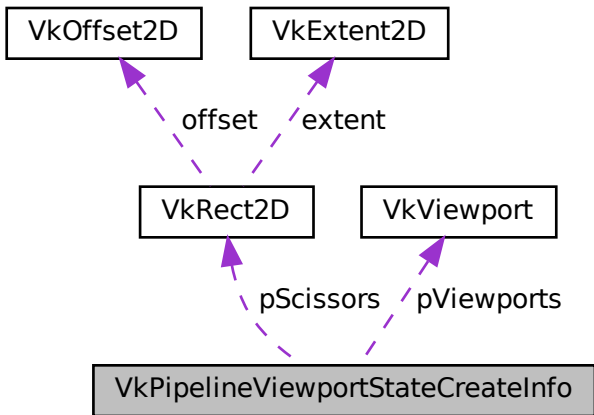 VkOffset2D
VkExtent2D
offset
extent
VkRect2D
VkViewport
pScissors
pViewports
VkPipelineViewportStateCreateInfo